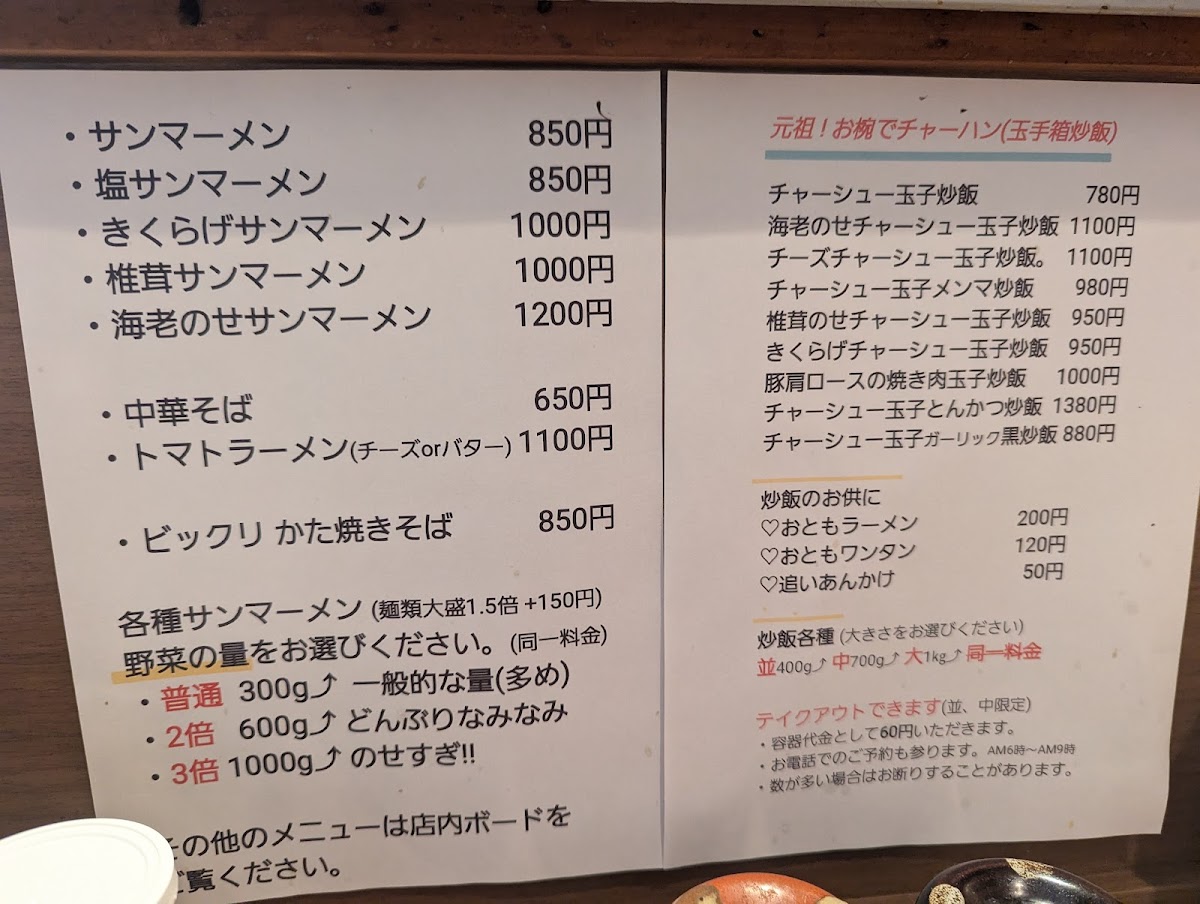 ・サンマーメン 850円
・塩サンマーメン 850円
・きくらげサンマーメン 1000円
・椎茸サンマーメン 1000円
・海老のせサンマーメン 1200円
・中華そば 650円
・トマトラーメン(チーズorバター) 1100円
・ビックリ かた焼きそば 850円
各種サンマーメン (麺類大盛1.5倍 +150円)
野菜の量をお選びください。(同一料金)
・普通 300g⤴ 一般的な量(多め)
・2倍 600g⤴ どんぶりなみなみ
・3倍 1000g⤴ のせすぎ!!
の他のメニューは店内ボードを
覧ください。
元祖!お椀でチャーハン(玉手箱炒飯)
チャーシュー玉子炒飯 780円
海老のせチャーシュー玉子炒飯 1100円
チーズチャーシュー玉子炒飯。 1100円
チャーシュー玉子メンマ炒飯 980円
椎茸のせチャーシュー玉子炒飯 950円
きくらげチャーシュー玉子炒飯 950円
豚肩ロースの焼き肉玉子炒飯 1000円
チャーシュー玉子とんかつ炒飯 1380円
チャーシュー玉子ガーリック黒炒飯 880円
炒飯のお供に
♡おともラーメン 200円
♡おともワンタン 120円
♡追いあんかけ 50円
炒飯各種 (大きさをお選びください)
並400g⤴ 中700g⤴ 大1kg⤴ 同一料金
テイクアウトできます(並、中限定)
・容器代金として60円いただきます。
・お電話でのご予約も参ります。AM6時～AM9時
・数が多い場合はお断りすることがあります。